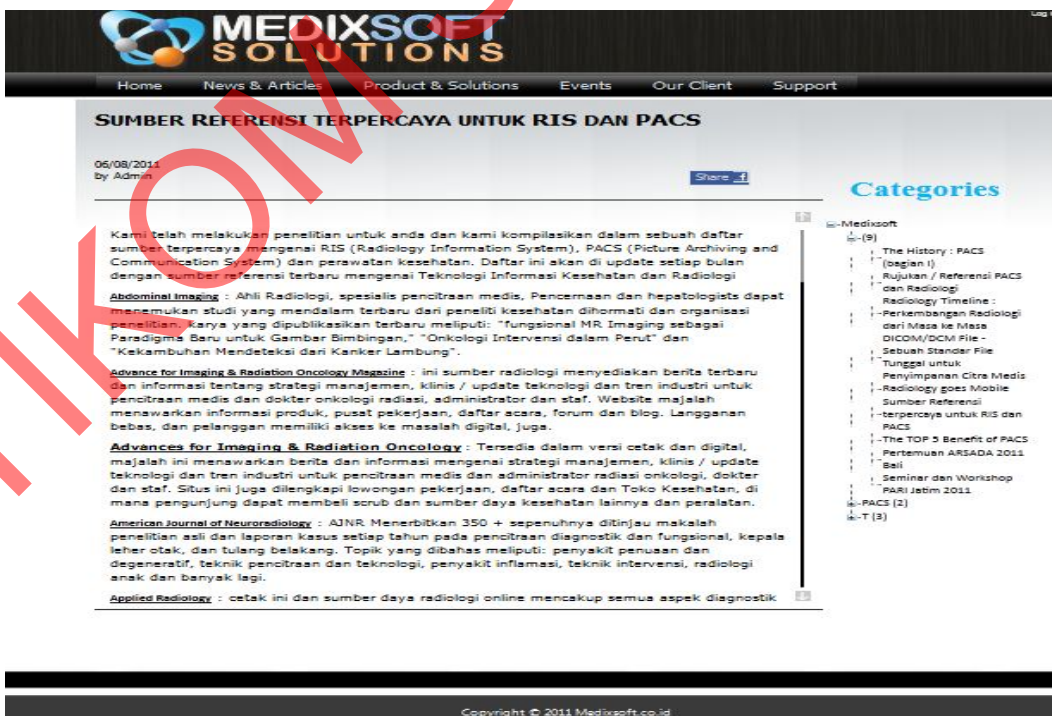 Log
MEDIXSOFT
SOLUTIONS
Home News & Articles Product & Solutions Events Our Client Support
SUMBER REFERENSI TERPERCAYA UNTUK RIS DAN PACS
06/08/2011
by Admin
Share f
Categories
Kami telah melakukan penelitian untuk anda dan kami kompilasikan dalam sebuah daftar
sumber terpercaya mengenai RIS (Radiology Information System), PACS (Picture Archiving and
Communication System) dan perawatan kesehatan. Daftar ini akan di update setiap bulan
dengan sumber referensi terbaru mengenai Teknologi Informasi Kesehatan dan Radiologi
Abdominal Imaging : Ahli Radiologi, spesialis pencitraan medis, Pencernaan dan hepatologists dapat
menemukan studi yang mendalam terbaru dari peneliti kesehatan dihormati dan organisasi
penelitian. karya yang dipublikasikan terbaru meliputi: "fungsional MR Imaging sebagai
Paradigma Baru untuk Gambar Bimbingan," "Onkologi Intervensi dalam Perut" dan
"Kekambuhan Mendeteksi dari Kanker Lambung".
Advance for Imaging & Radiation Oncology Magazine : ini sumber radiologi menyediakan berita terbaru
dan informasi tentang strategi manajemen, klinis / update teknologi dan tren industri untuk
pencitraan medis dan dokter onkologi radiasi, administrator dan staf. Website majalah
menawarkan informasi produk, pusat pekerjaan, daftar acara, forum dan blog. Langganan
bebas, dan pelanggan memiliki akses ke masalah digital, juga.
Advances for Imaging & Radiation Oncology : Tersedia dalam versi cetak dan digital,
majalah ini menawarkan berita dan informasi mengenai strategi manajemen, klinis / update
teknologi dan tren industri untuk pencitraan medis dan administrator radiasi onkologi, dokter
dan staf. Situs ini juga dilengkapi lowongan pekerjaan, daftar acara dan Toko Kesehatan, di
mana pengunjung dapat membeli scrub dan sumber daya kesehatan lainnya dan peralatan.
American Journal of Neuroradiology : AJNR Menerbitkan 350 + sepenuhnya ditinjau makalah
penelitian asli dan laporan kasus setiap tahun pada pencitraan diagnostik dan fungsional, kepala
leher otak, dan tulang belakang. Topik yang dibahas meliputi: penyakit penuaan dan
degeneratif, teknik pencitraan dan teknologi, penyakit inflamasi, teknik intervensi, radiologi
anak dan banyak lagi.
Applied Radiology : cetak ini dan sumber daya radiologi online mencakup semua aspek diagnostik
Medixsoft
(9)
The History : PACS
(bagian I)
Rujukan / Referensi PACS
dan Radiologi
Radiology Timeline :
Perkembangan Radiologi
dari Masa ke Masa
DICOM/DCM File -
Sebuah Standar File
Tunggal untuk
Penyimpanan Citra Medis
Radiology goes Mobile
Sumber Referensi
terpercaya untuk RIS dan
PACS
The TOP 5 Benefit of PACS
Pertemuan ARSADA 2011
Bali
Seminar dan Workshop
PARI Jatim 2011
PACS (2)
T (3)
Copyright © 2011 Medixsoft.co.id
IKOM